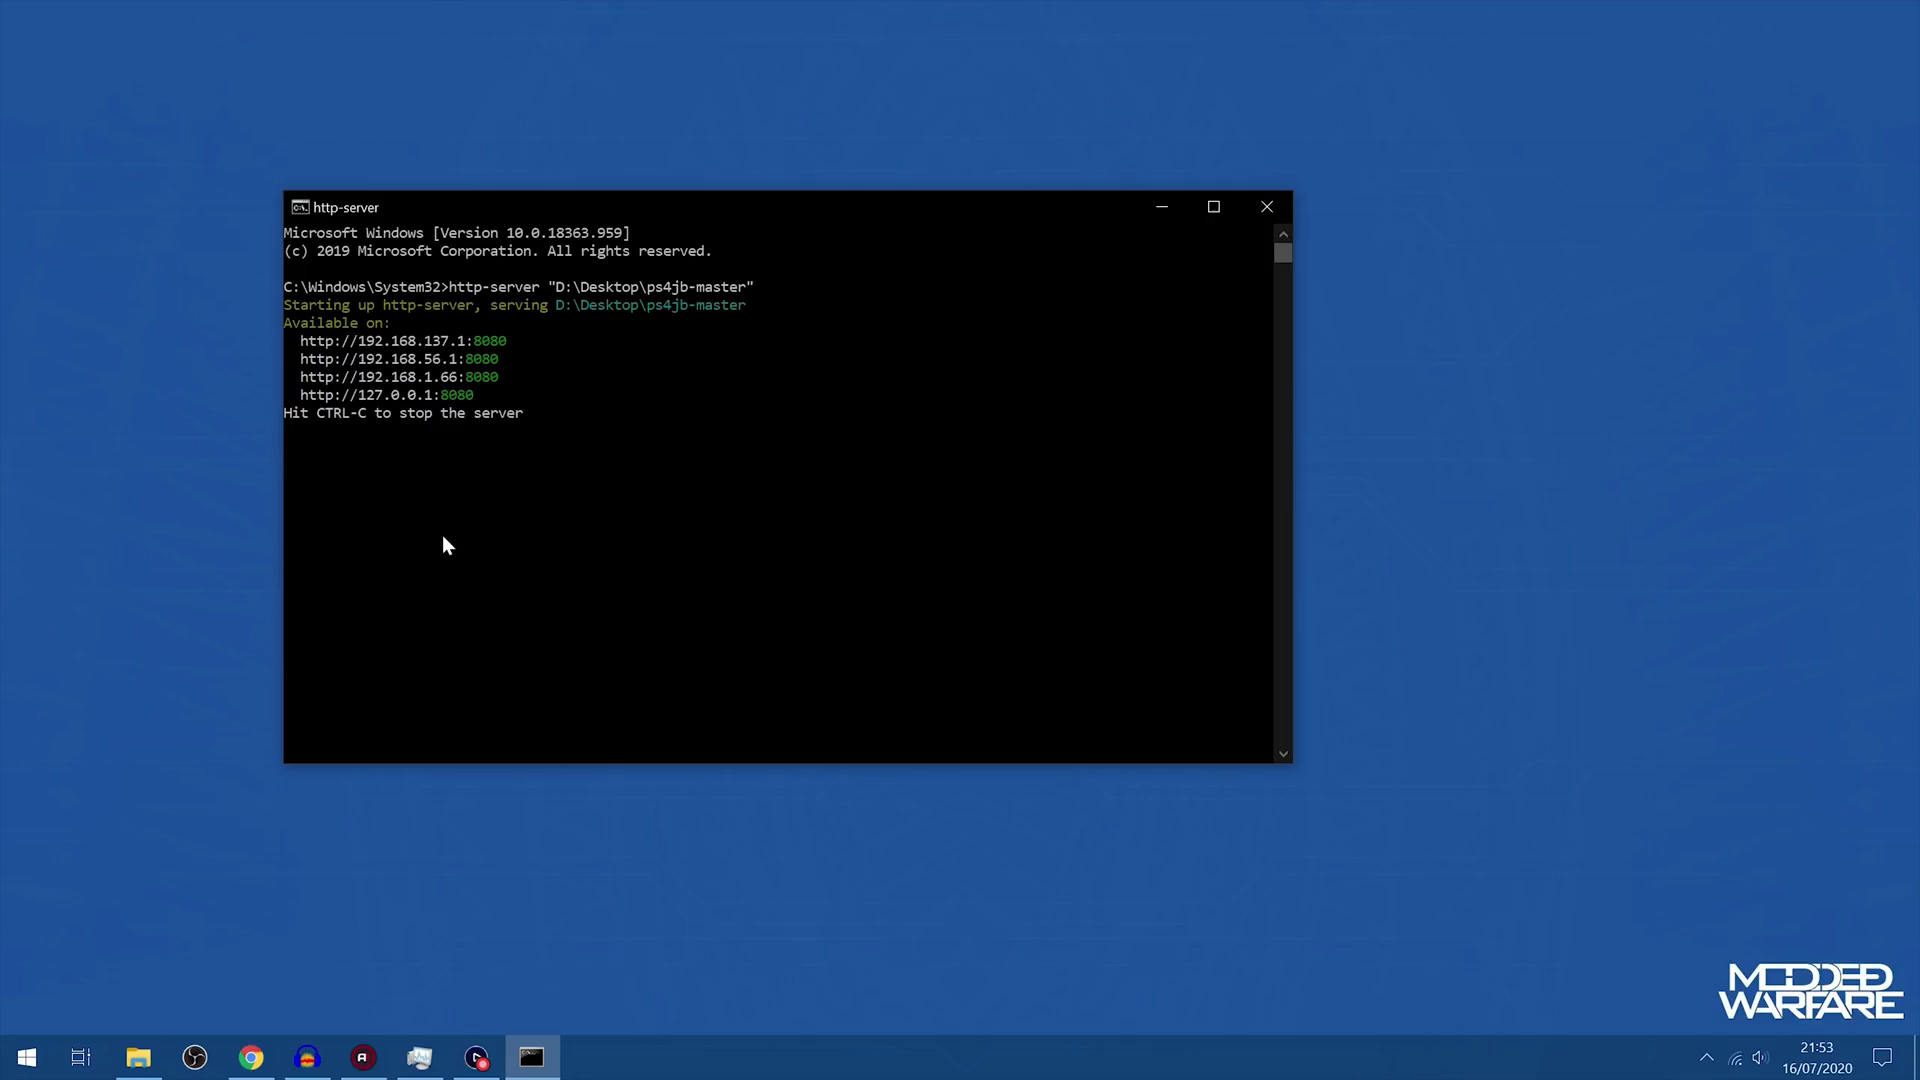 http-server
Microsoft Windows [Version 10.0.18363.959]
(c) 2019 Microsoft Corporation. All rights reserved.
C:\Windows\System32>http-server "D:\Desktop\ps4jb-master"
Starting up http-server, serving D:\Desktop\ps4jb-master
Available on:
http://192.168.137.1:8080
http://192.168.56.1:8080
http://192.168.1.66:8080
http://127.0.0.1:8080
Hit CTRL-C to stop the server
MODDED
WARFARE
21:53
16/07/2020